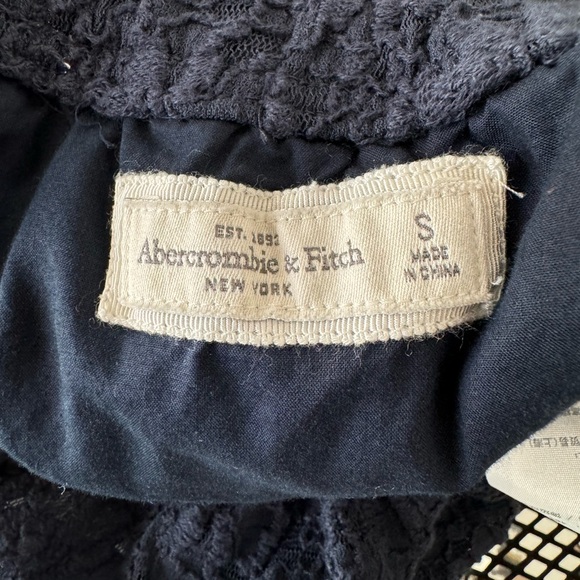 EST. 1892
Abercrombie & Fitch
NEW YORK
S
MADE
IN CHINA